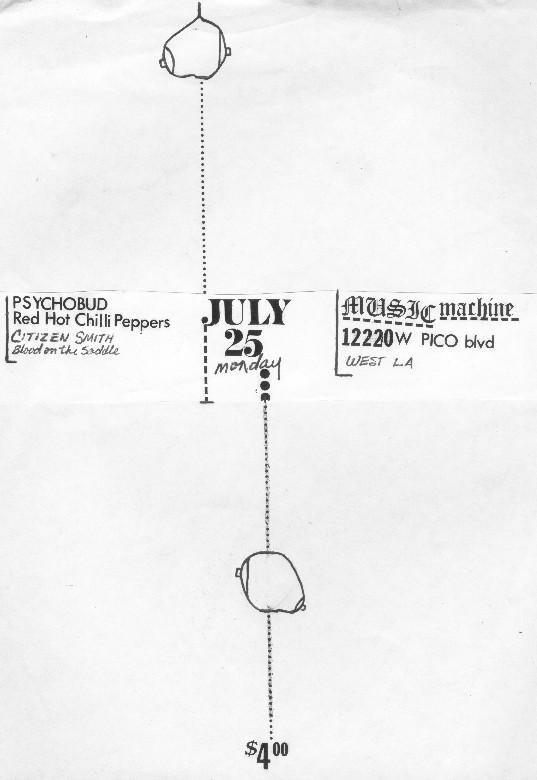 PSYCHOBUD
Red Hot Chilli Peppers
CITIZEN SMITH
Blood on the Saddle
JULY
25
monday
MUSIC machine
12220 W PICO blvd
WEST LA
$4.00